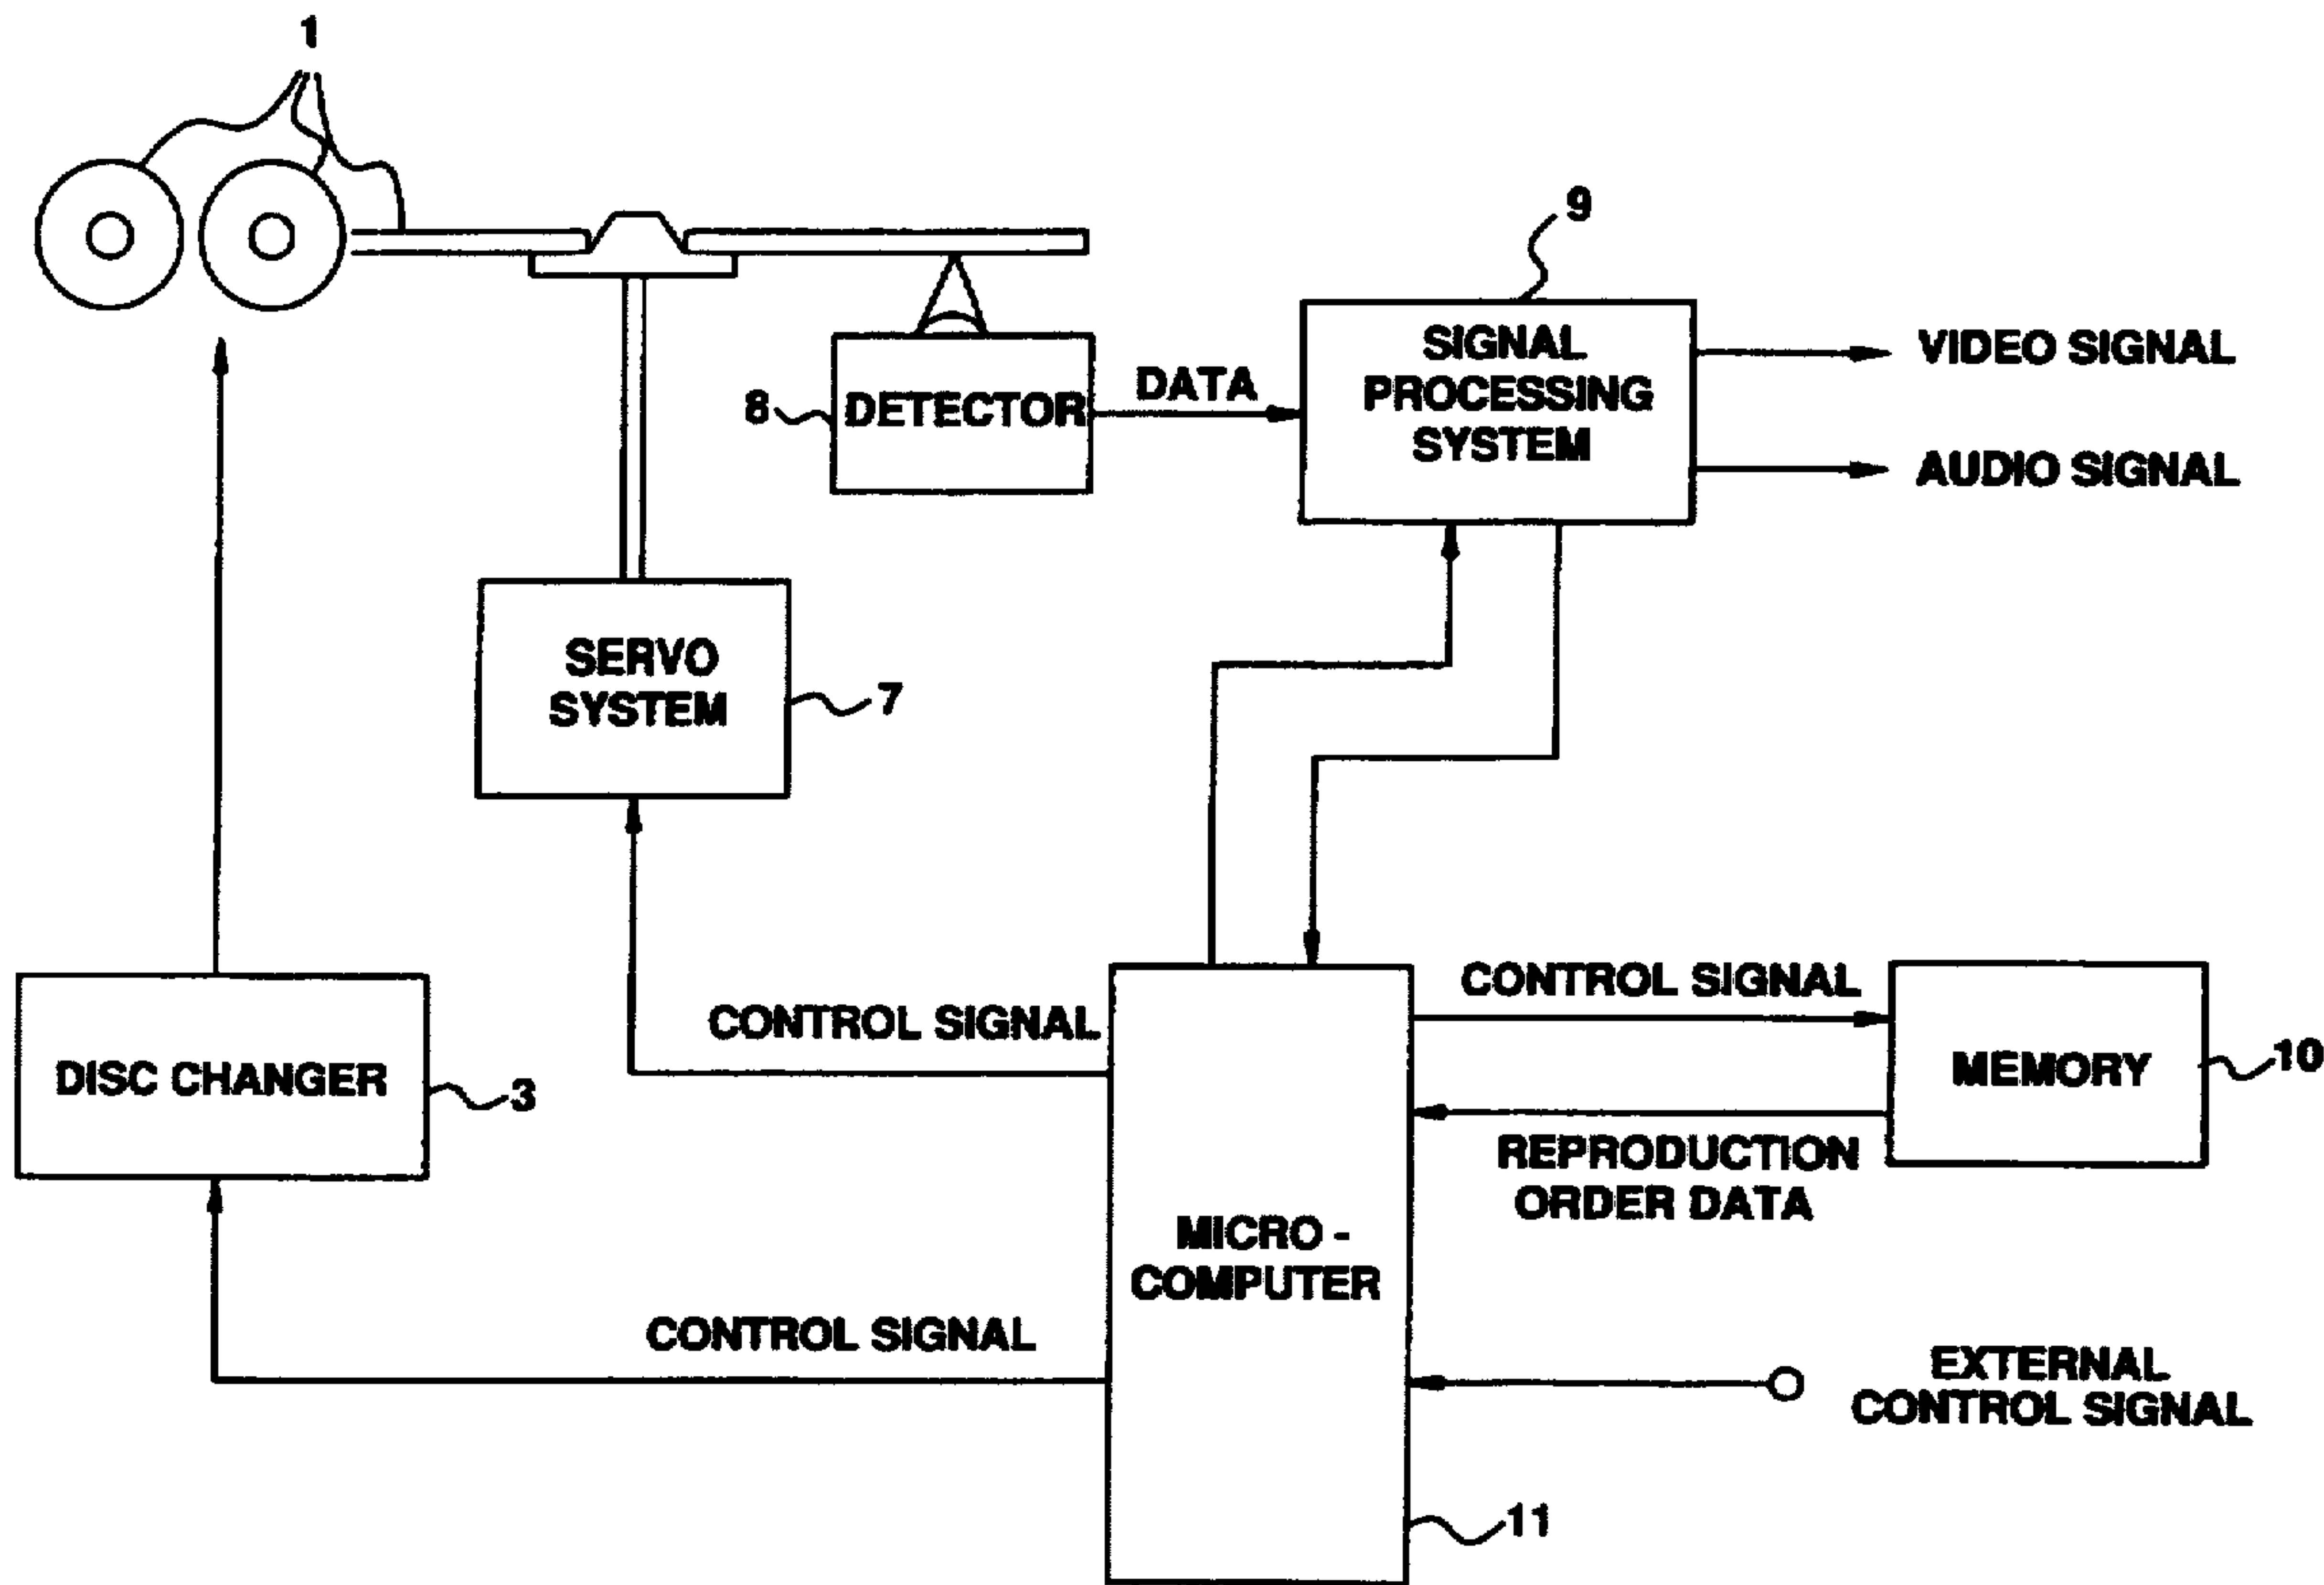 1
9
SIGNAL
PROCESSING
SYSTEM
VIDEO SIGNAL
AUDIO SIGNAL
DATA
8
DETECTOR
SERVO
SYSTEM
7
CONTROL SIGNAL
CONTROL SIGNAL
MEMORY
10
DISC CHANGER
3
REPRODUCTION
ORDER DATA
MICRO -
COMPUTER
CONTROL SIGNAL
EXTERNAL
CONTROL SIGNAL
11